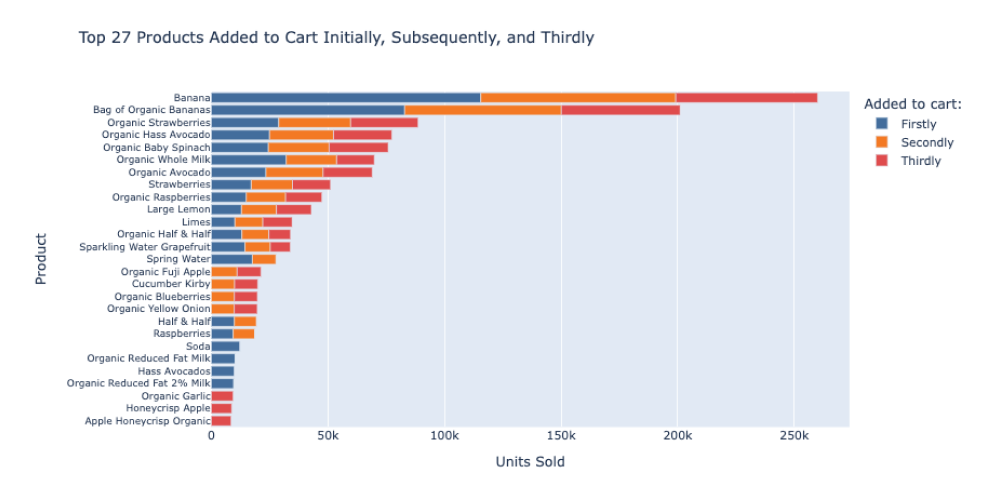 Top 27 Products Added to Cart Initially, Subsequently, and Thirdly
Added to cart:
Firstly
Secondly
Thirdly
Product
Banana
Bag of Organic Bananas
Organic Strawberries
Organic Hass Avocado
Organic Baby Spinach
Organic Whole Milk
Organic Avocado
Strawberries
Organic Raspberries
Large Lemon
Limes
Organic Half & Half
Sparkling Water Grapefruit
Spring Water
Organic Fuji Apple
Cucumber Kirby
Organic Blueberries
Organic Yellow Onion
Half & Half
Raspberries
Soda
Organic Reduced Fat Milk
Hass Avocados
Organic Reduced Fat 2% Milk
Organic Garlic
Honeycrisp Apple
Apple Honeycrisp Organic
0 50k 100k 150k 200k 250k
Units Sold